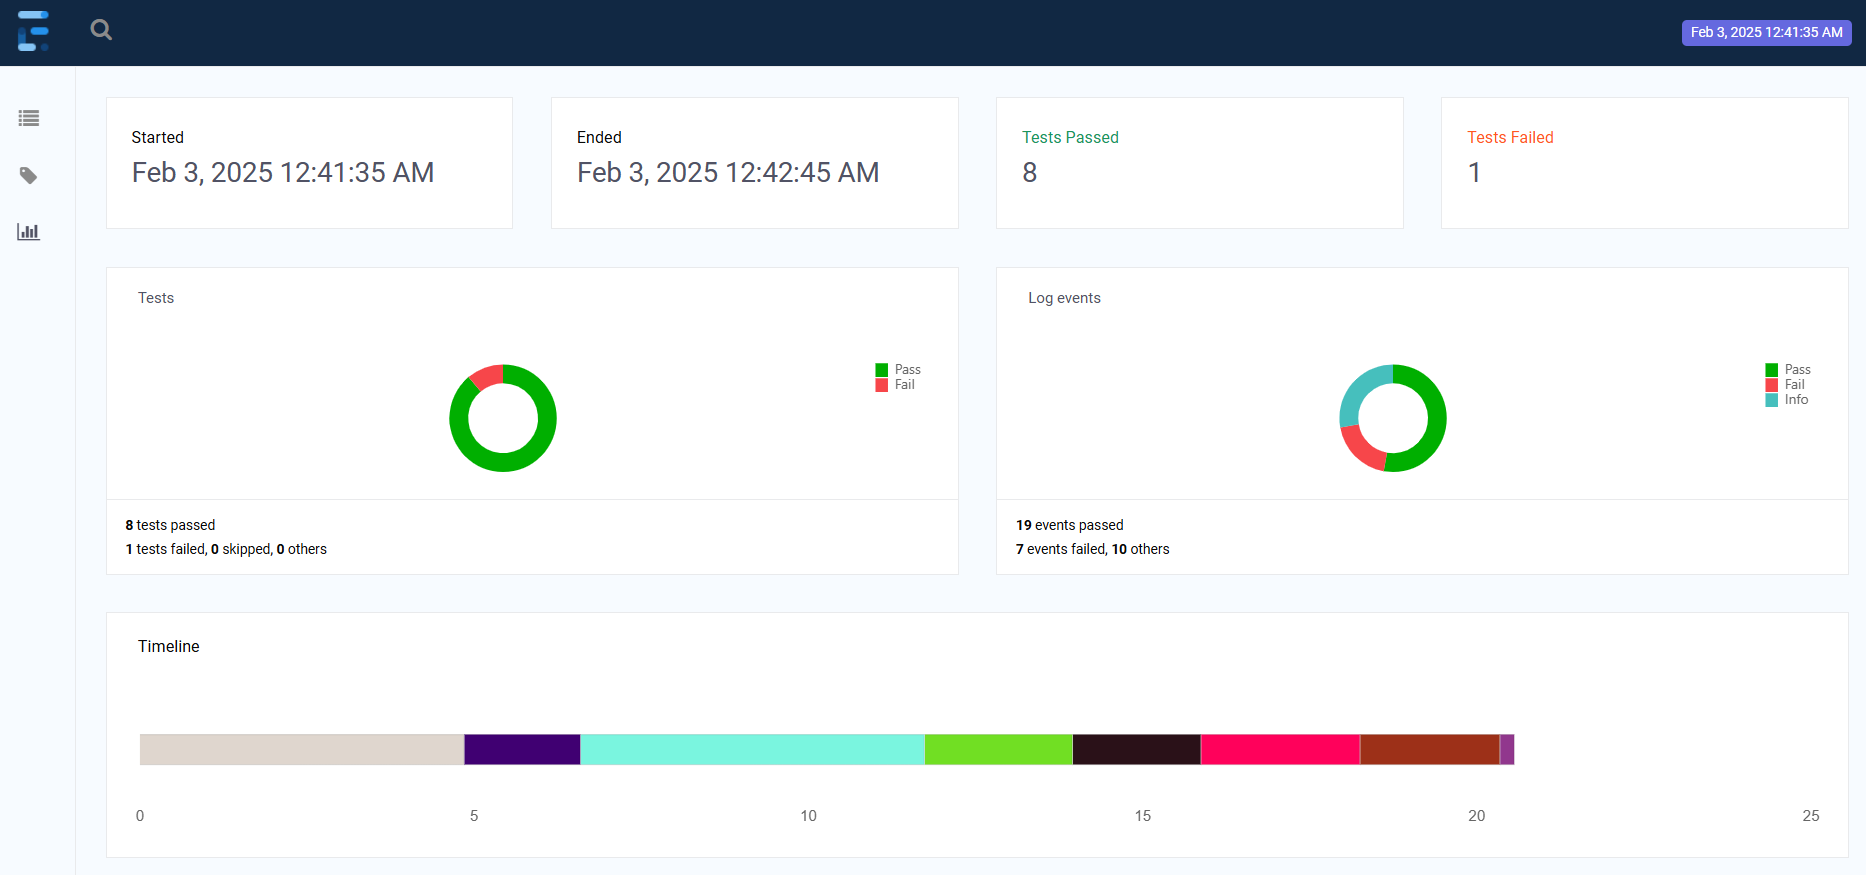 Feb 3, 2025 12:41:35 AM
Started
Feb 3, 2025 12:41:35 AM
Ended
Feb 3, 2025 12:42:45 AM
Tests Passed
8
Tests Failed
1
Tests
Pass
Fail
8 tests passed
1 tests failed, 0 skipped, 0 others
Log events
Pass
Fail
Info
19 events passed
7 events failed, 10 others
Timeline
0 5 10 15 20 25